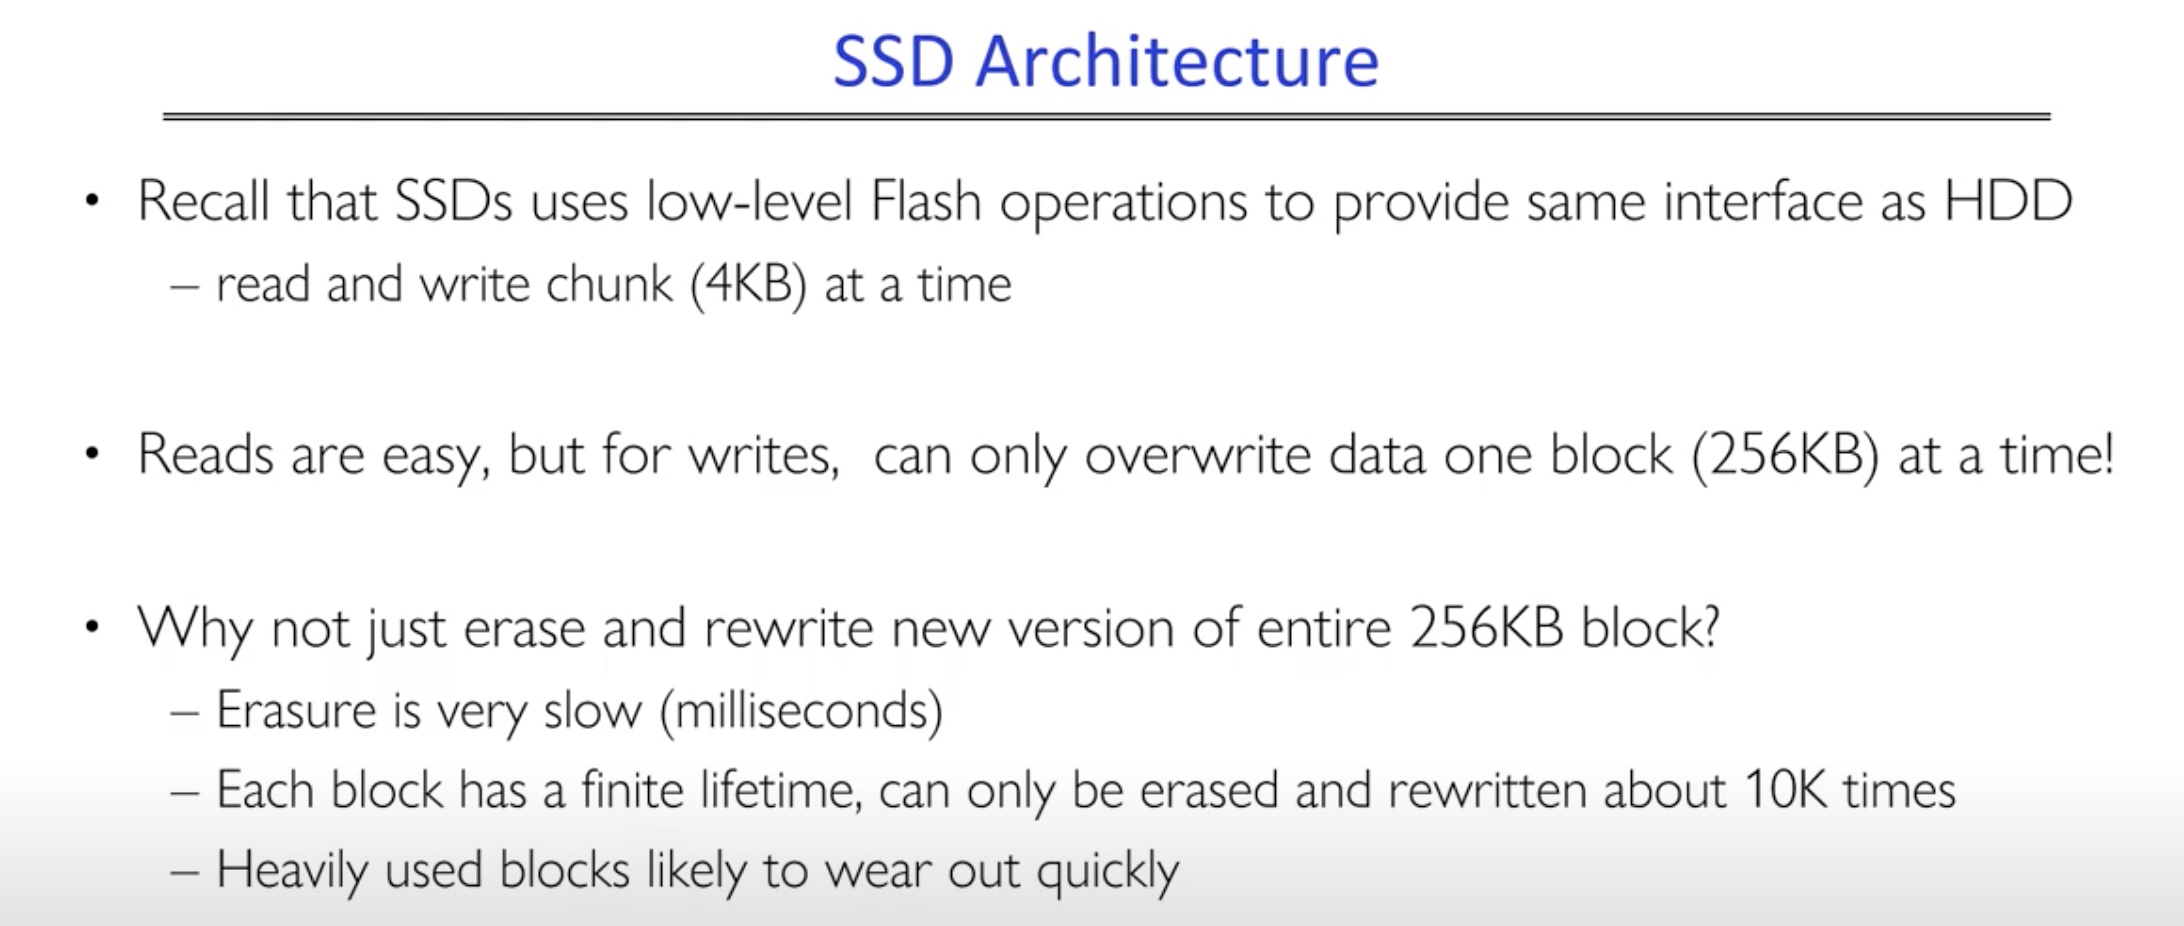 SSD Architecture
• Recall that SSDs uses low-level Flash operations to provide same interface as HDD
– read and write chunk (4KB) at a time
• Reads are easy, but for writes, can only overwrite data one block (256KB) at a time!
• Why not just erase and rewrite new version of entire 256KB block?
– Erasure is very slow (milliseconds)
– Each block has a finite lifetime, can only be erased and rewritten about 10K times
– Heavily used blocks likely to wear out quickly